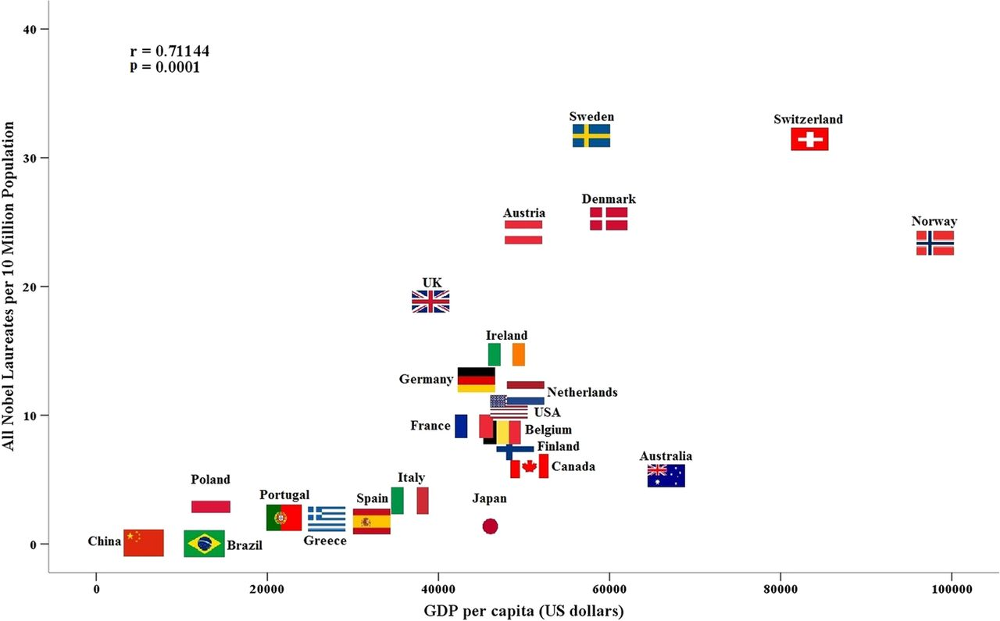 40
r = 0.71144
p = 0.0001
Sweden
Switzerland
30
Denmark
Austria
Norway
UK
20
Ireland
Germany
Netherlands
USA
10
France
Belgium
Finland
Australia
Canada
Poland
Italy
Portugal
Spain
Japan
Greece
China
Brazil
0
All Nobel Laureates per 10 Million Population
0
20000
40000
60000
80000
100000
GDP per capita (US dollars)